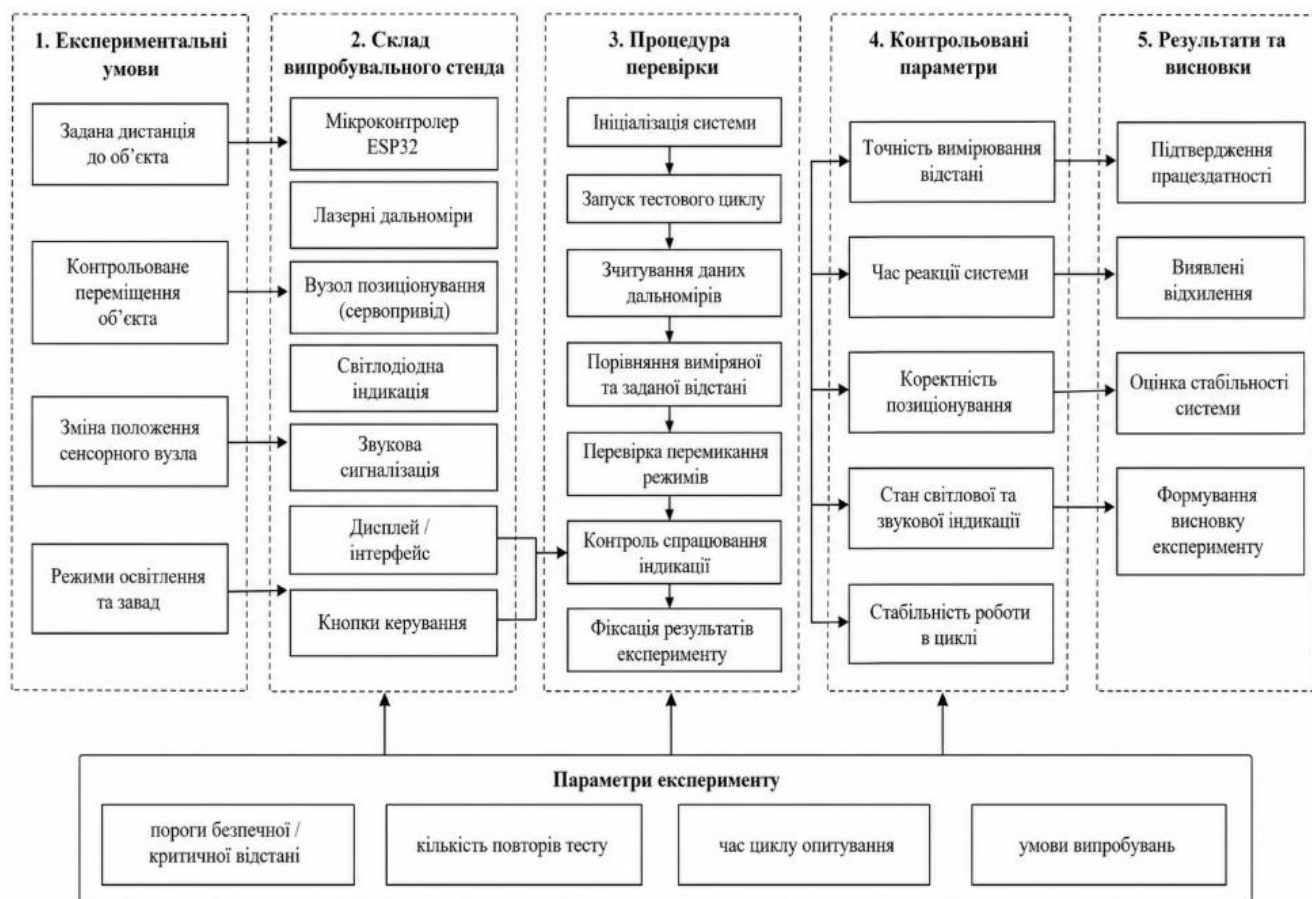 1. Експериментальні
умови
Задана дистанція
до об’єкта
Контрольоване
переміщення
об’єкта
Зміна положення
сенсорного вузла
Режими освітлення
та завад
2. Склад
випробувального стенда
Мікроконтролер
ESP32
Лазерні дальноміри
Вузол позиціонування
(сервопривід)
Світлодіодна
індикація
Звукова
сигналізація
Дисплей /
інтерфейс
Кнопки керування
3. Процедура
перевірки
Ініціалізація системи
Запуск тестового циклу
Зчитування даних
дальномірів
Порівняння виміряної
та заданої відстані
Перевірка перемикання
режимів
Контроль спрацювання
індикації
Фіксація результатів
експерименту
4. Контрольовані
параметри
Точність вимірювання
відстані
Час реакції системи
Коректність
позиціонування
Стан світлової та
звукової індикації
Стабільність роботи
в циклі
5. Результати та
висновки
Підтвердження
працездатності
Виявлені
відхилення
Оцінка стабільності
системи
Формування
висновку
експерименту
Параметри експерименту
пороги безпечної /
критичної відстані
кількість повторів тесту
час циклу опитування
умови випробувань